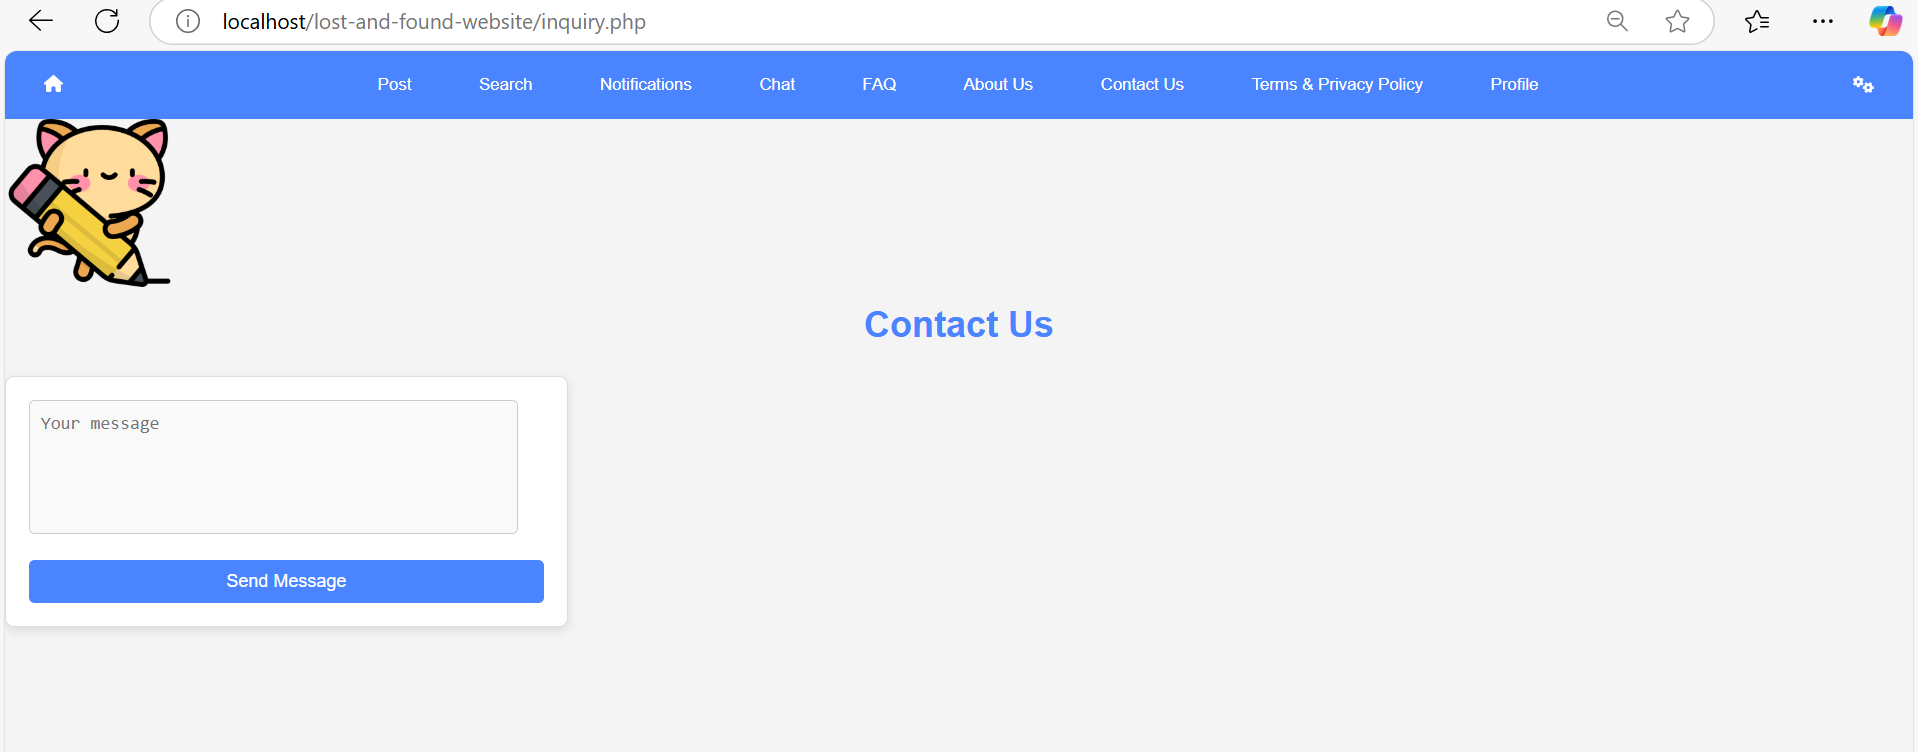 localhost/lost-and-found-website/inquiry.php
Post Search Notifications Chat FAQ About Us Contact Us Terms & Privacy Policy Profile
Contact Us
Your message
Send Message